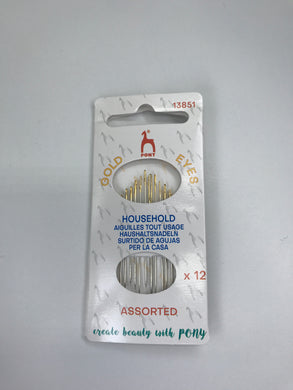 13851
PONY
GOLD EYES
HOUSEHOLD
AIGUILLES TOUT USAGE
HAUSHALTSNADELN
SURTIDO DE AGUJAS
PER LA CASA
x 12
ASSORTED
create beauty with PONY